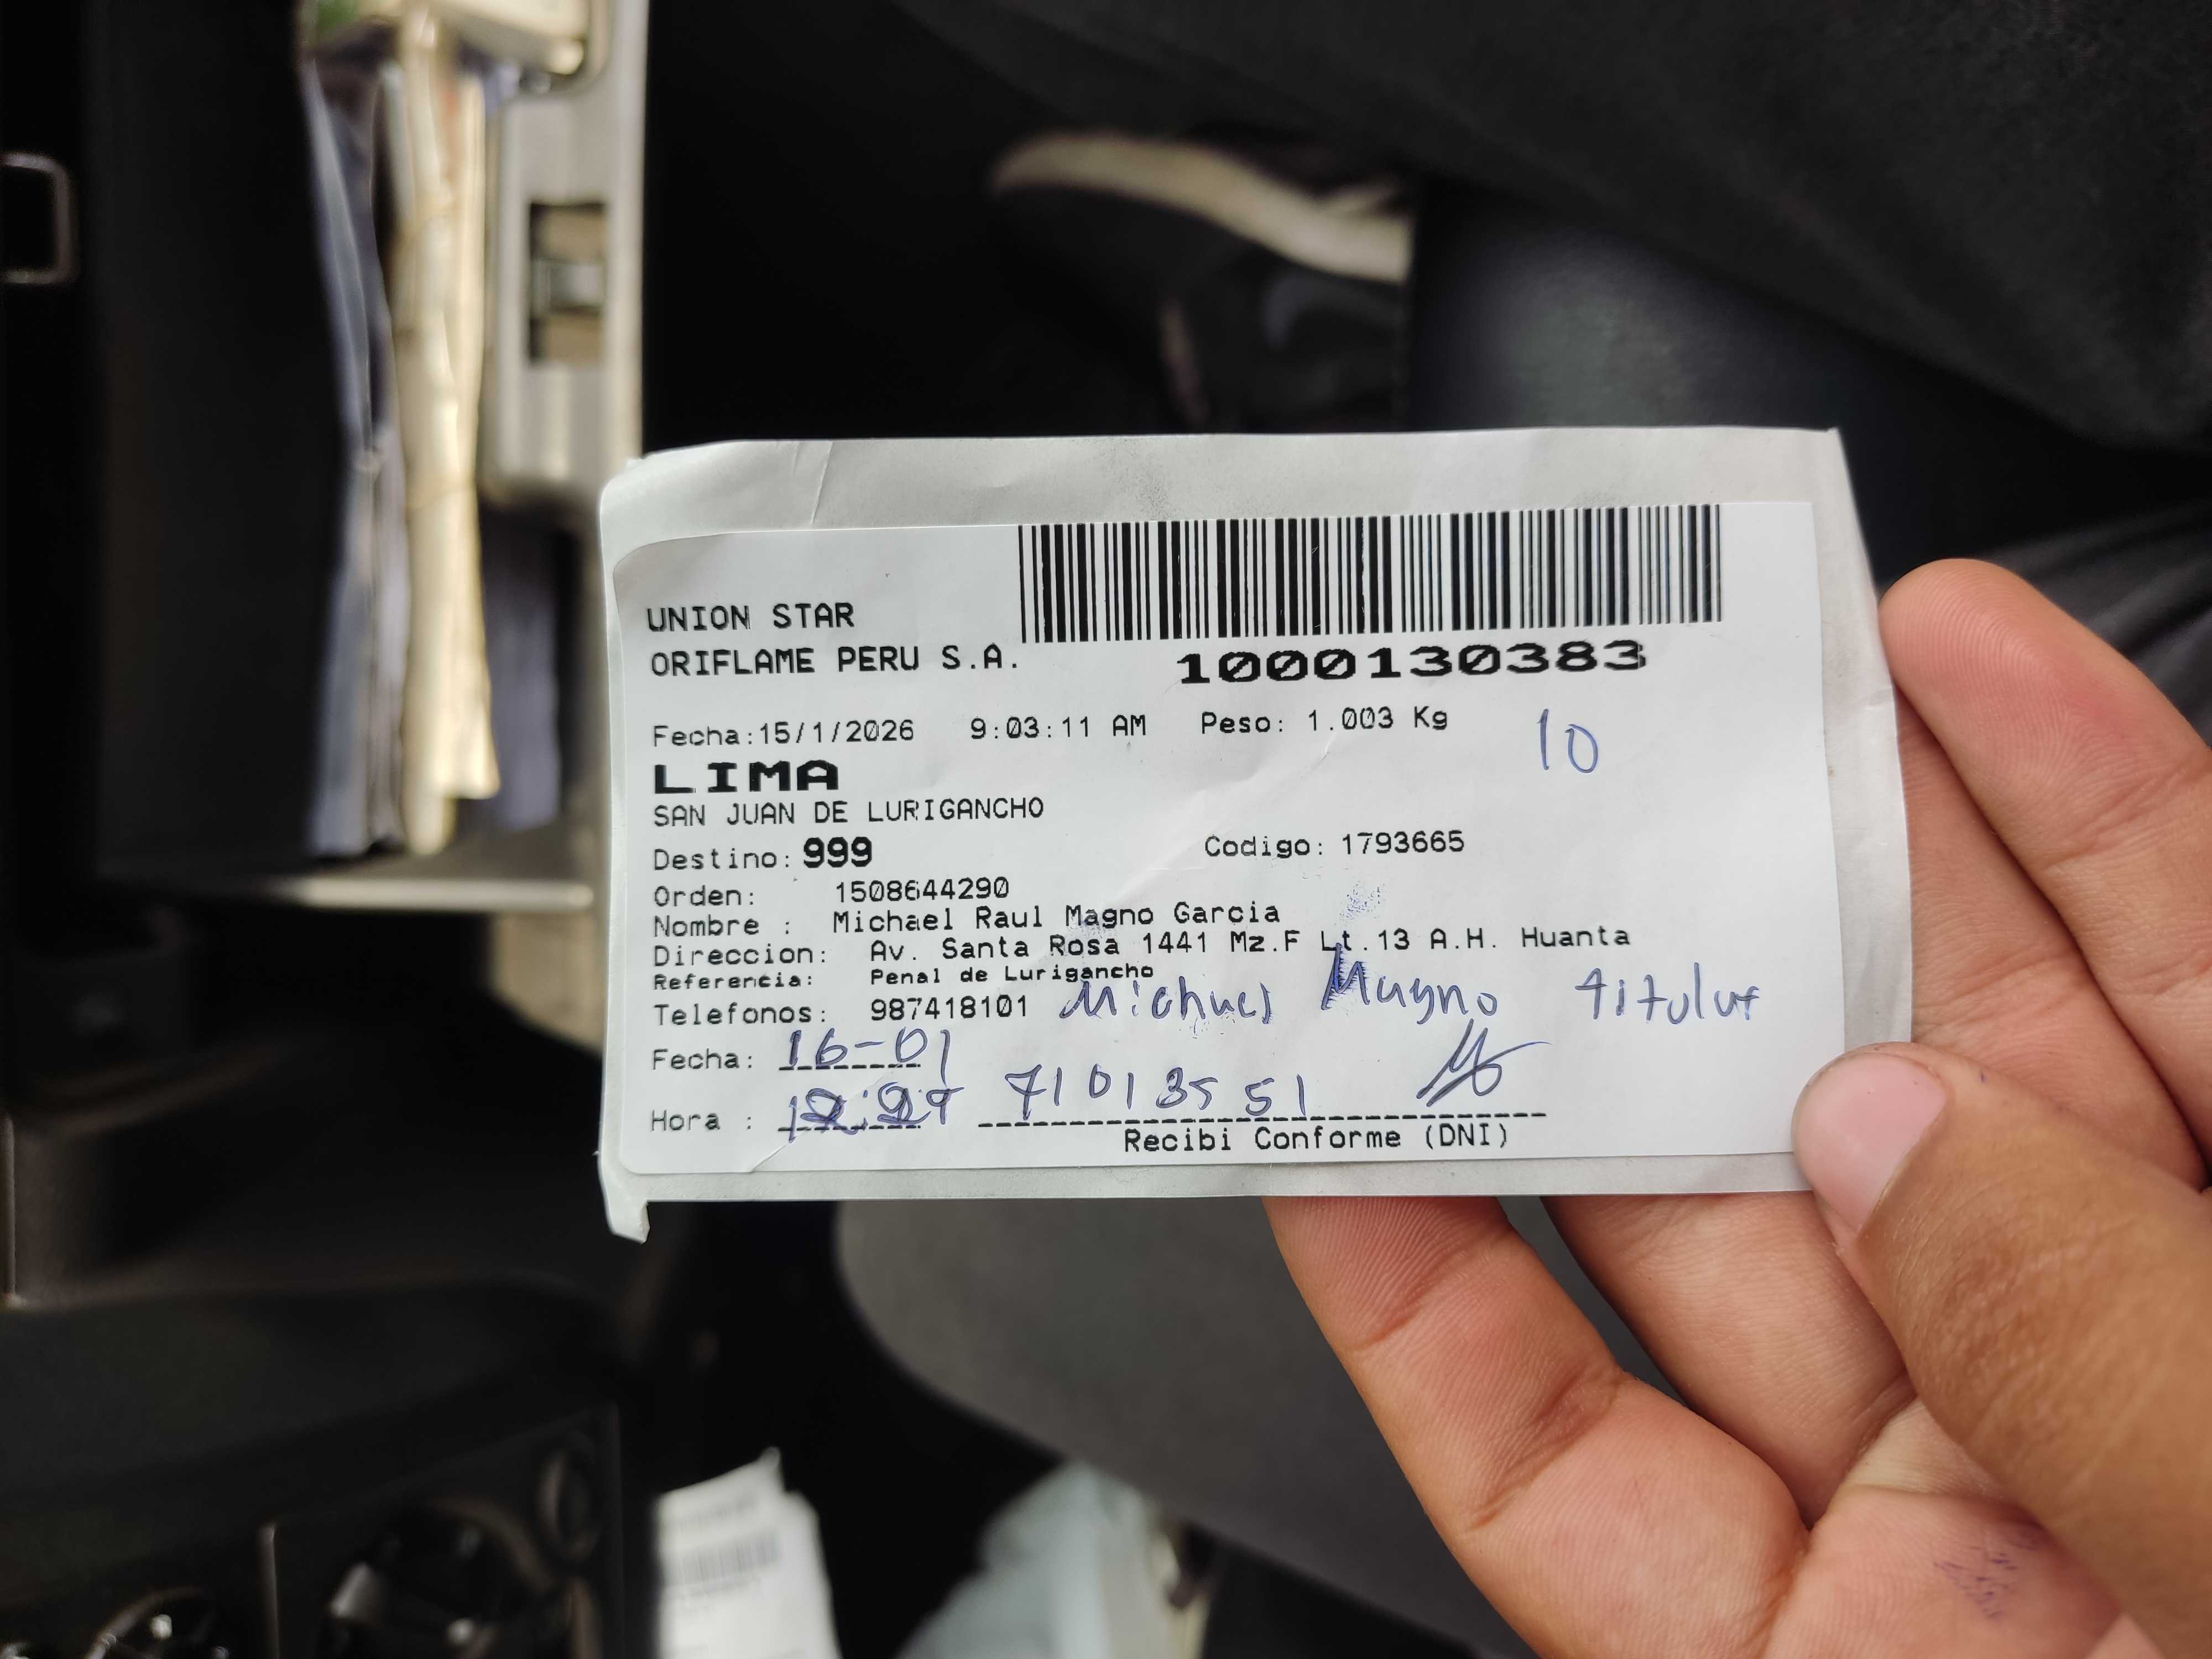 UNION STAR
ORIFLAME PERU S.A.
1000130383
Fecha:15/1/2026 9:03:11 AM Peso: 1.003 Kg
10
LIMA
SAN JUAN DE LURIGANCHO
Destino: 999 Codigo: 1793665
Orden: 1508644290
Nombre : Michael Raul Magno Garcia
Direccion: Av. Santa Rosa 1441 Mz.F Lt.13 A.H. Huanta
Referencia: Penal de Lurigancho
Telefonos: 987418101 Michael Magno titular
Fecha: 16-01
Hora : 71013551
Recibi Conforme (DNI)